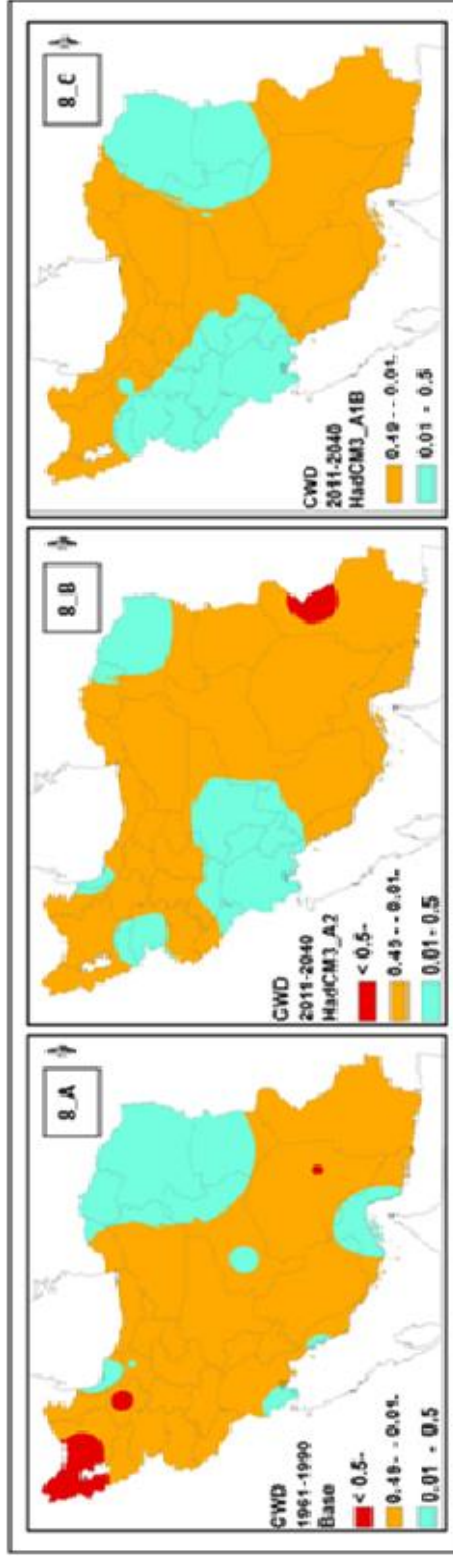 8_A
CWD
1961-1990
Base
< 0.5-
0.49- - 0.01-
0.01 - 0.5
8_B
CWD
2011-2040
HadCM3_A2
< 0.5-
0.49 - - 0.01-
0.01 - 0.5
8_C
CWD
2011-2040
HadCM3_A1B
0.49 - - 0.01-
0.01 - 0.5